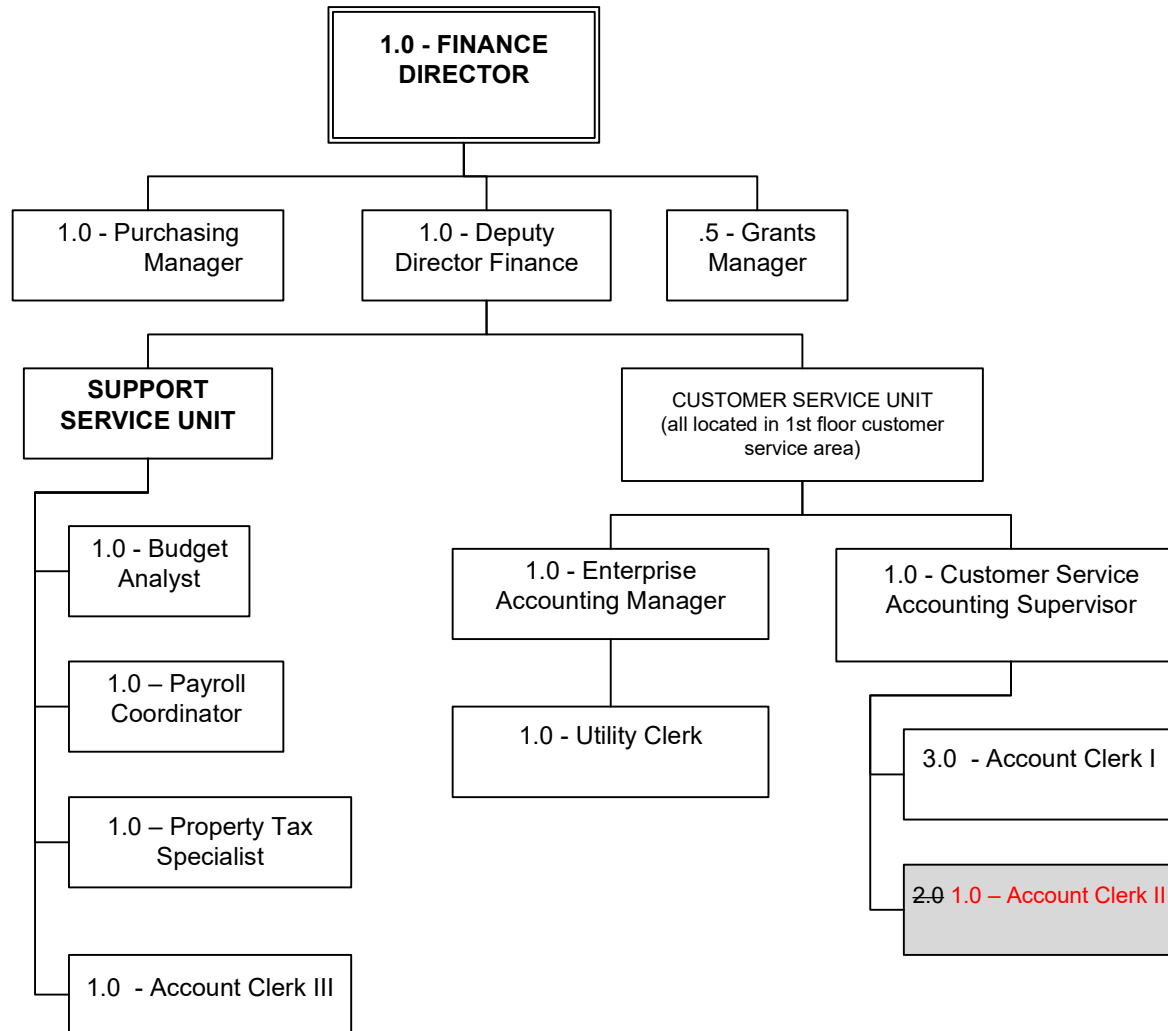 1.0 - FINANCE
DIRECTOR
1.0 - Purchasing
Manager
1.0 - Deputy
Director Finance
.5 - Grants
Manager
SUPPORT
SERVICE UNIT
CUSTOMER SERVICE UNIT
(all located in 1st floor customer
service area)
1.0 - Budget
Analyst
1.0 – Payroll
Coordinator
1.0 – Property Tax
Specialist
1.0 - Account Clerk III
1.0 - Enterprise
Accounting Manager
1.0 - Utility Clerk
1.0 - Customer Service
Accounting Supervisor
3.0 - Account Clerk I
2.0 1.0 – Account Clerk II